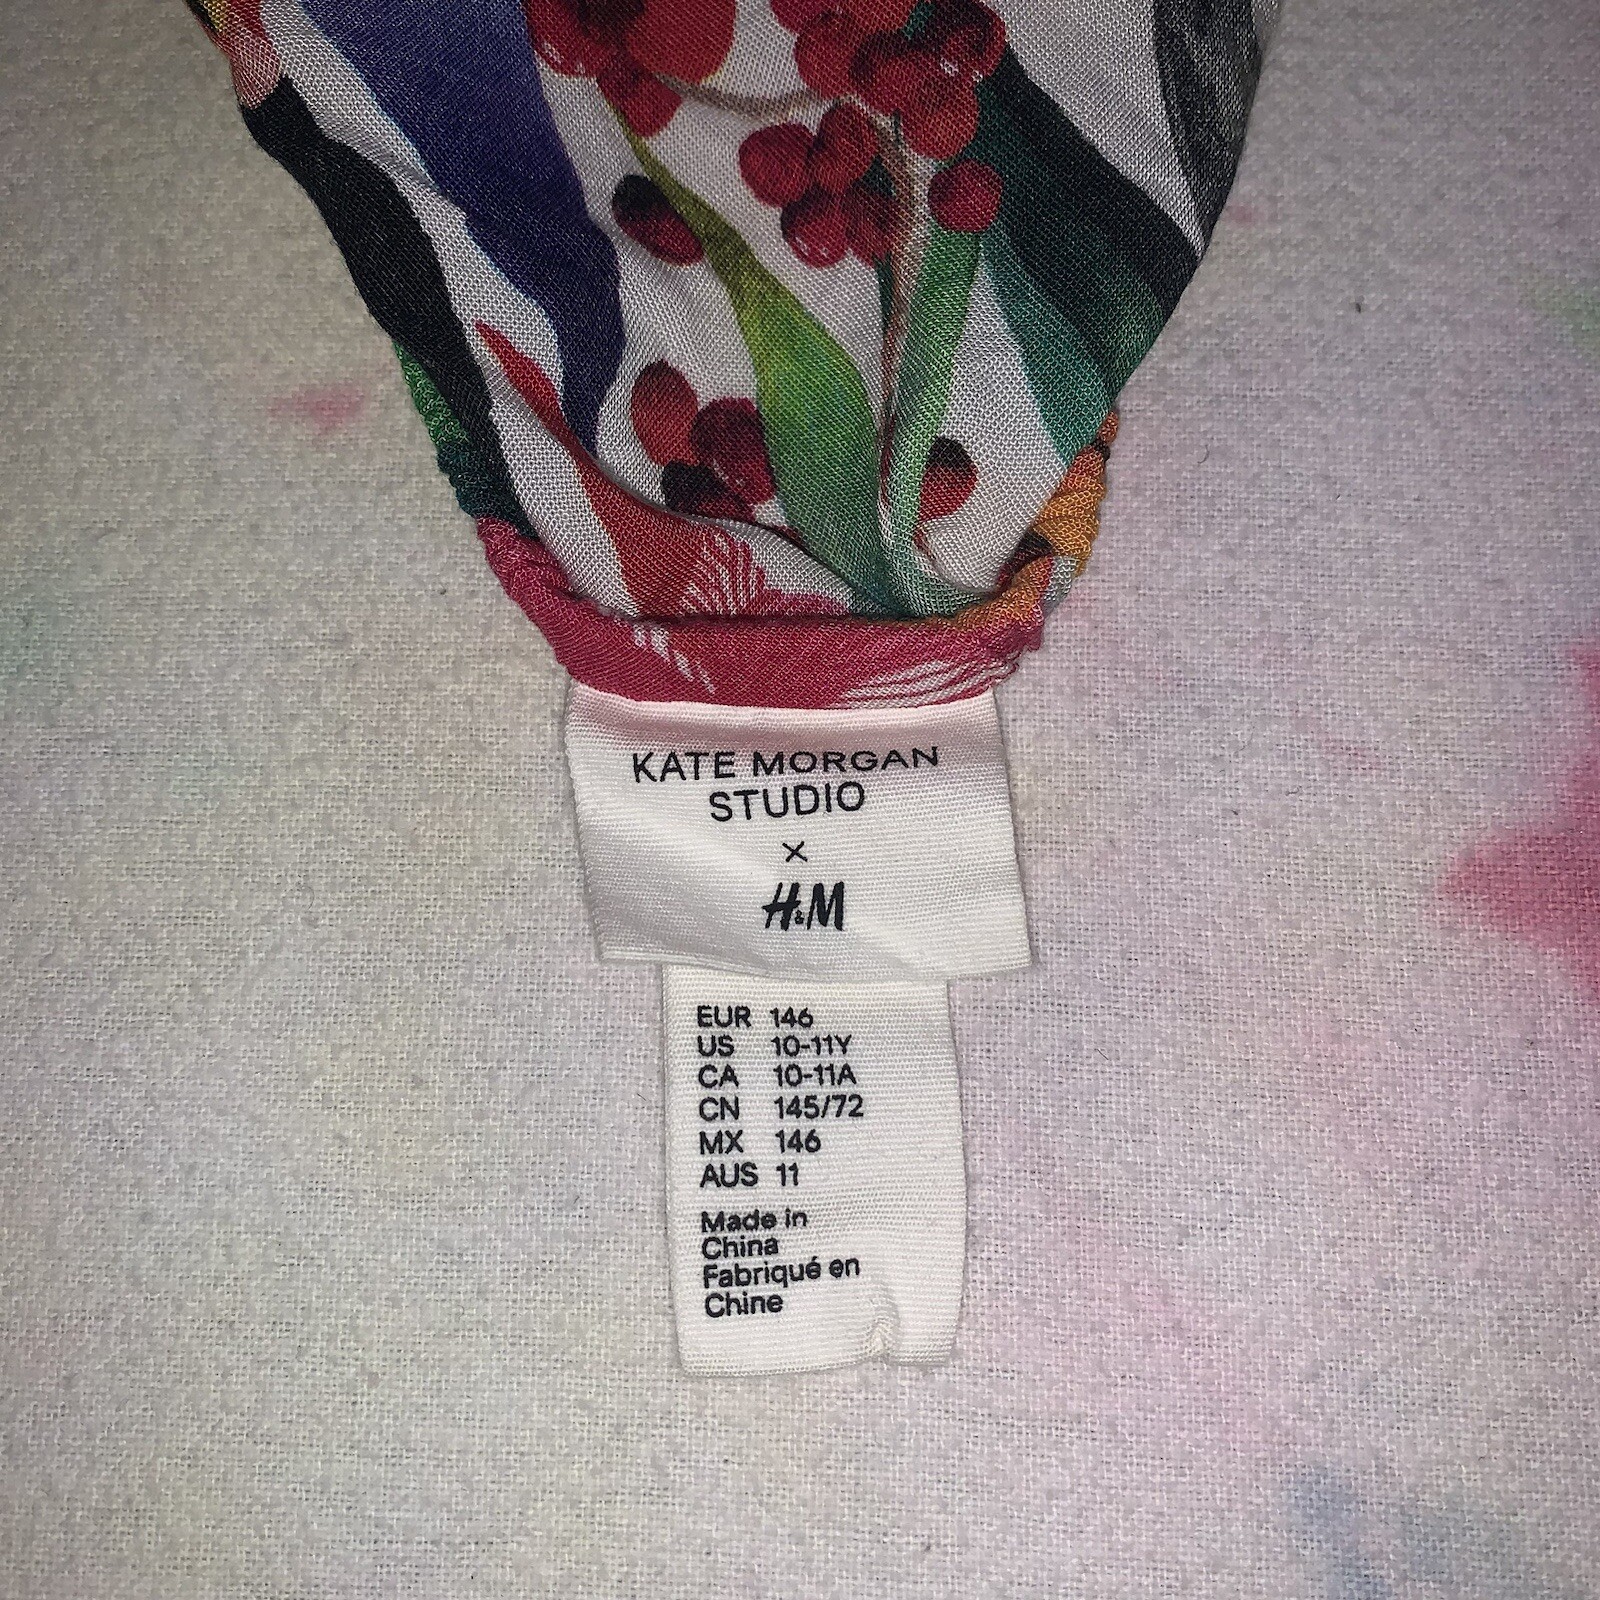 KATE MORGAN
STUDIO
×
H&M
EUR 146
US 10-11Y
CA 10-11A
CN 145/72
MX 146
AUS 11
Made in
China
Fabriqué en
Chine